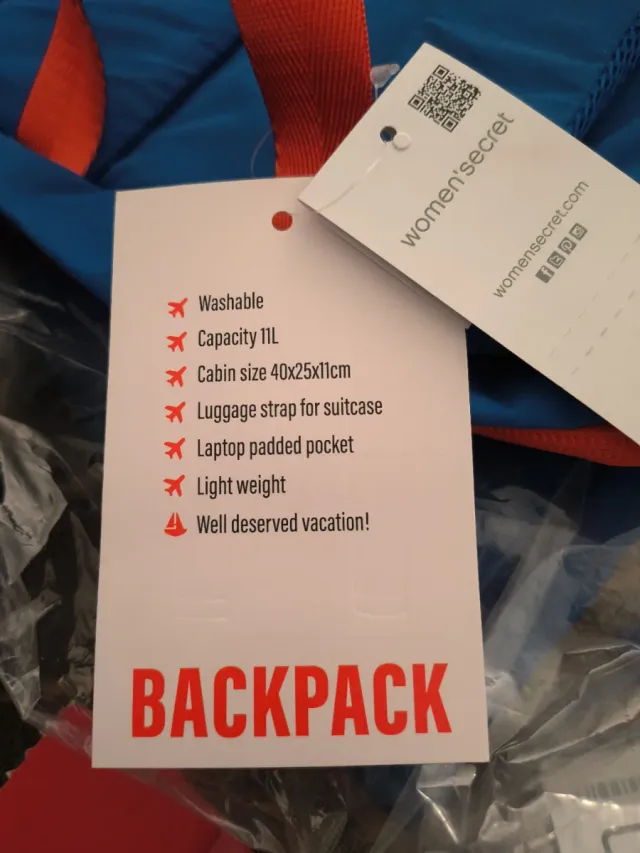 women'secret
womensecret.com
Washable
Capacity 11L
Cabin size 40x25x11cm
Luggage strap for suitcase
Laptop padded pocket
Light weight
Well deserved vacation!
BACKPACK